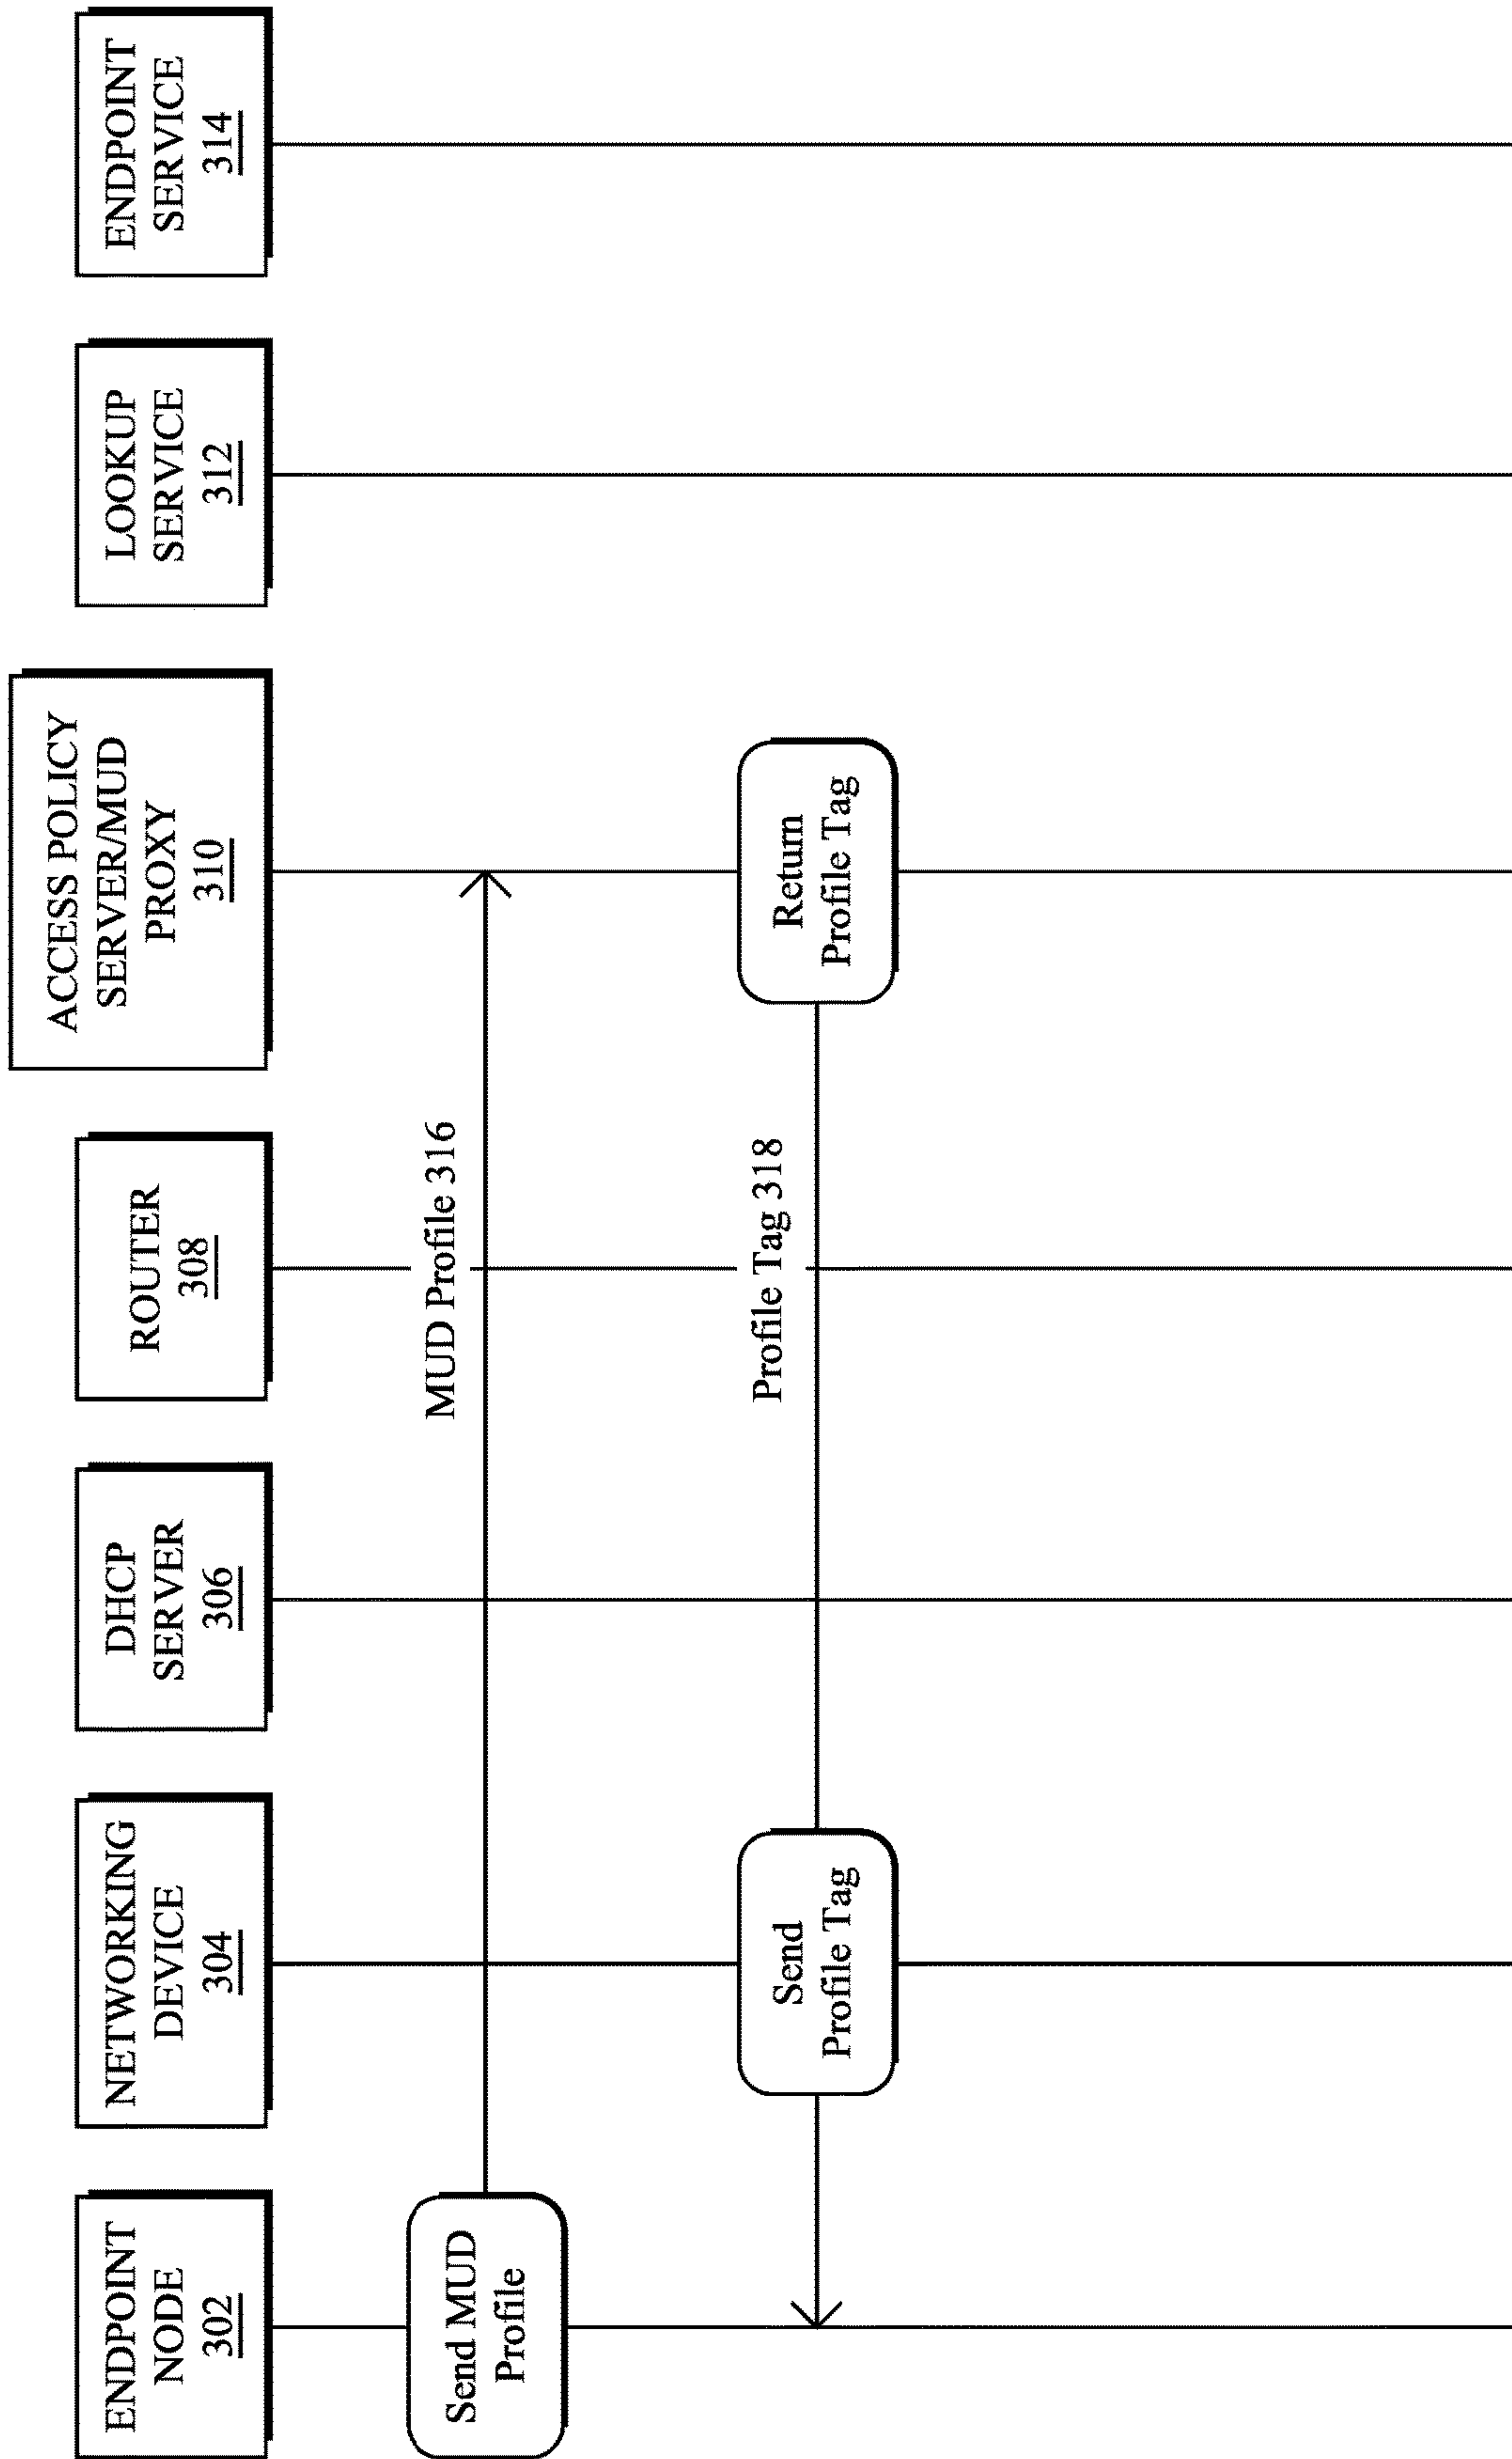 ENDPOINT
NODE
302
NETWORKING
DEVICE
304
DHCP
SERVER
306
ROUTER
308
ACCESS POLICY
SERVER/MUD
PROXY
310
LOOKUP
SERVICE
312
ENDPOINT
SERVICE
314
Send MUD
Profile
MUD Profile 316
Send
Profile Tag
Profile Tag 318
Return
Profile Tag